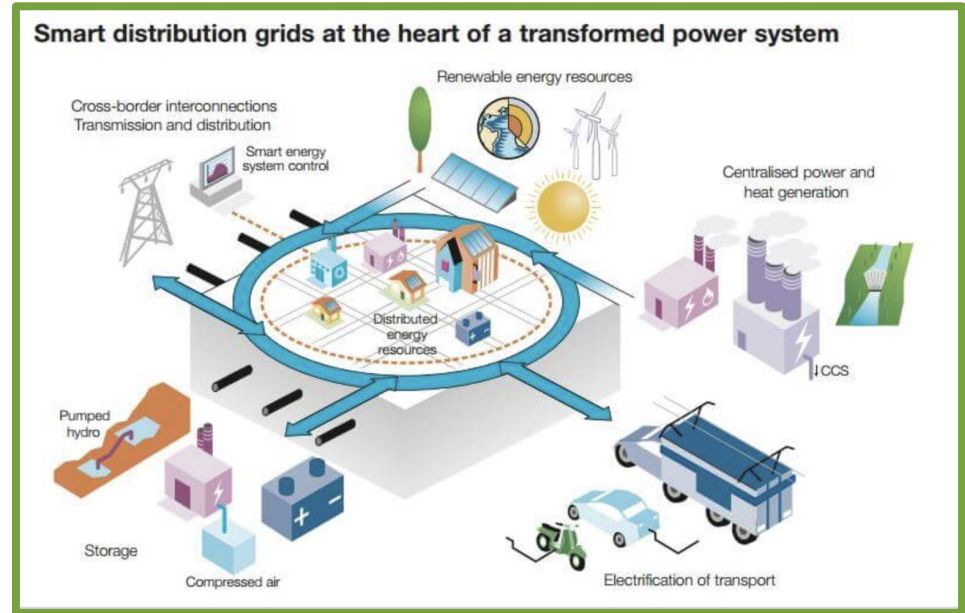 Smart distribution grids at the heart of a transformed power system
Renewable energy resources
Cross-border interconnections
Transmission and distribution
Smart energy
system control
Centralised power and
heat generation
Distributed
energy
resources
CCS
Pumped
hydro
Storage
Compressed air
Electrification of transport